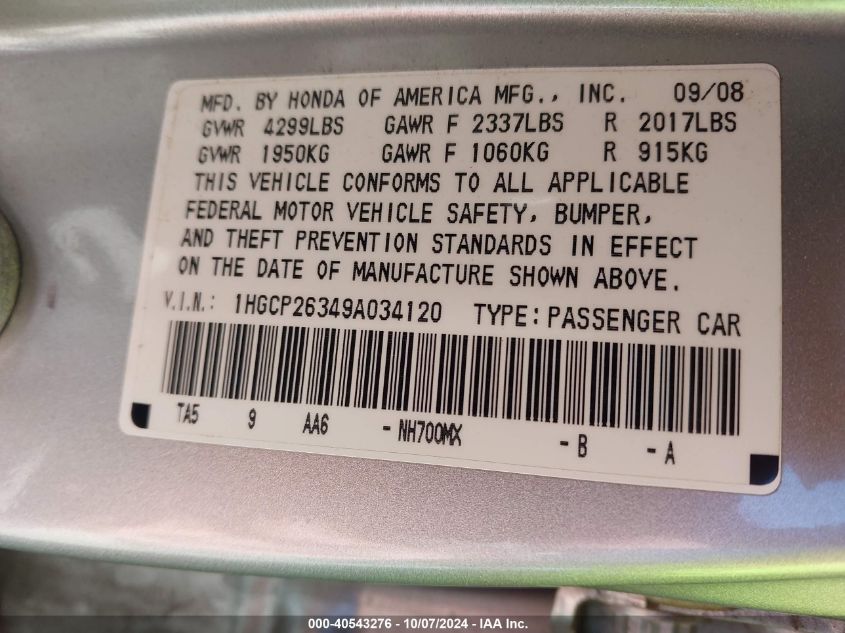 MFD. BY HONDA OF AMERICA MFG., INC. 09/08
GVWR 4299LBS GAWR F 2337LBS R 2017LBS
GVWR 1950KG GAWR F 1060KG R 915KG
THIS VEHICLE CONFORMS TO ALL APPLICABLE
FEDERAL MOTOR VEHICLE SAFETY, BUMPER,
AND THEFT PREVENTION STANDARDS IN EFFECT
ON THE DATE OF MANUFACTURE SHOWN ABOVE.
V.I.N.: 1HGCP26349A034120 TYPE: PASSENGER CAR
TA5 9 AA6 - NH700MX - B - A
000-40543276 - 10/07/2024 - IAA Inc.